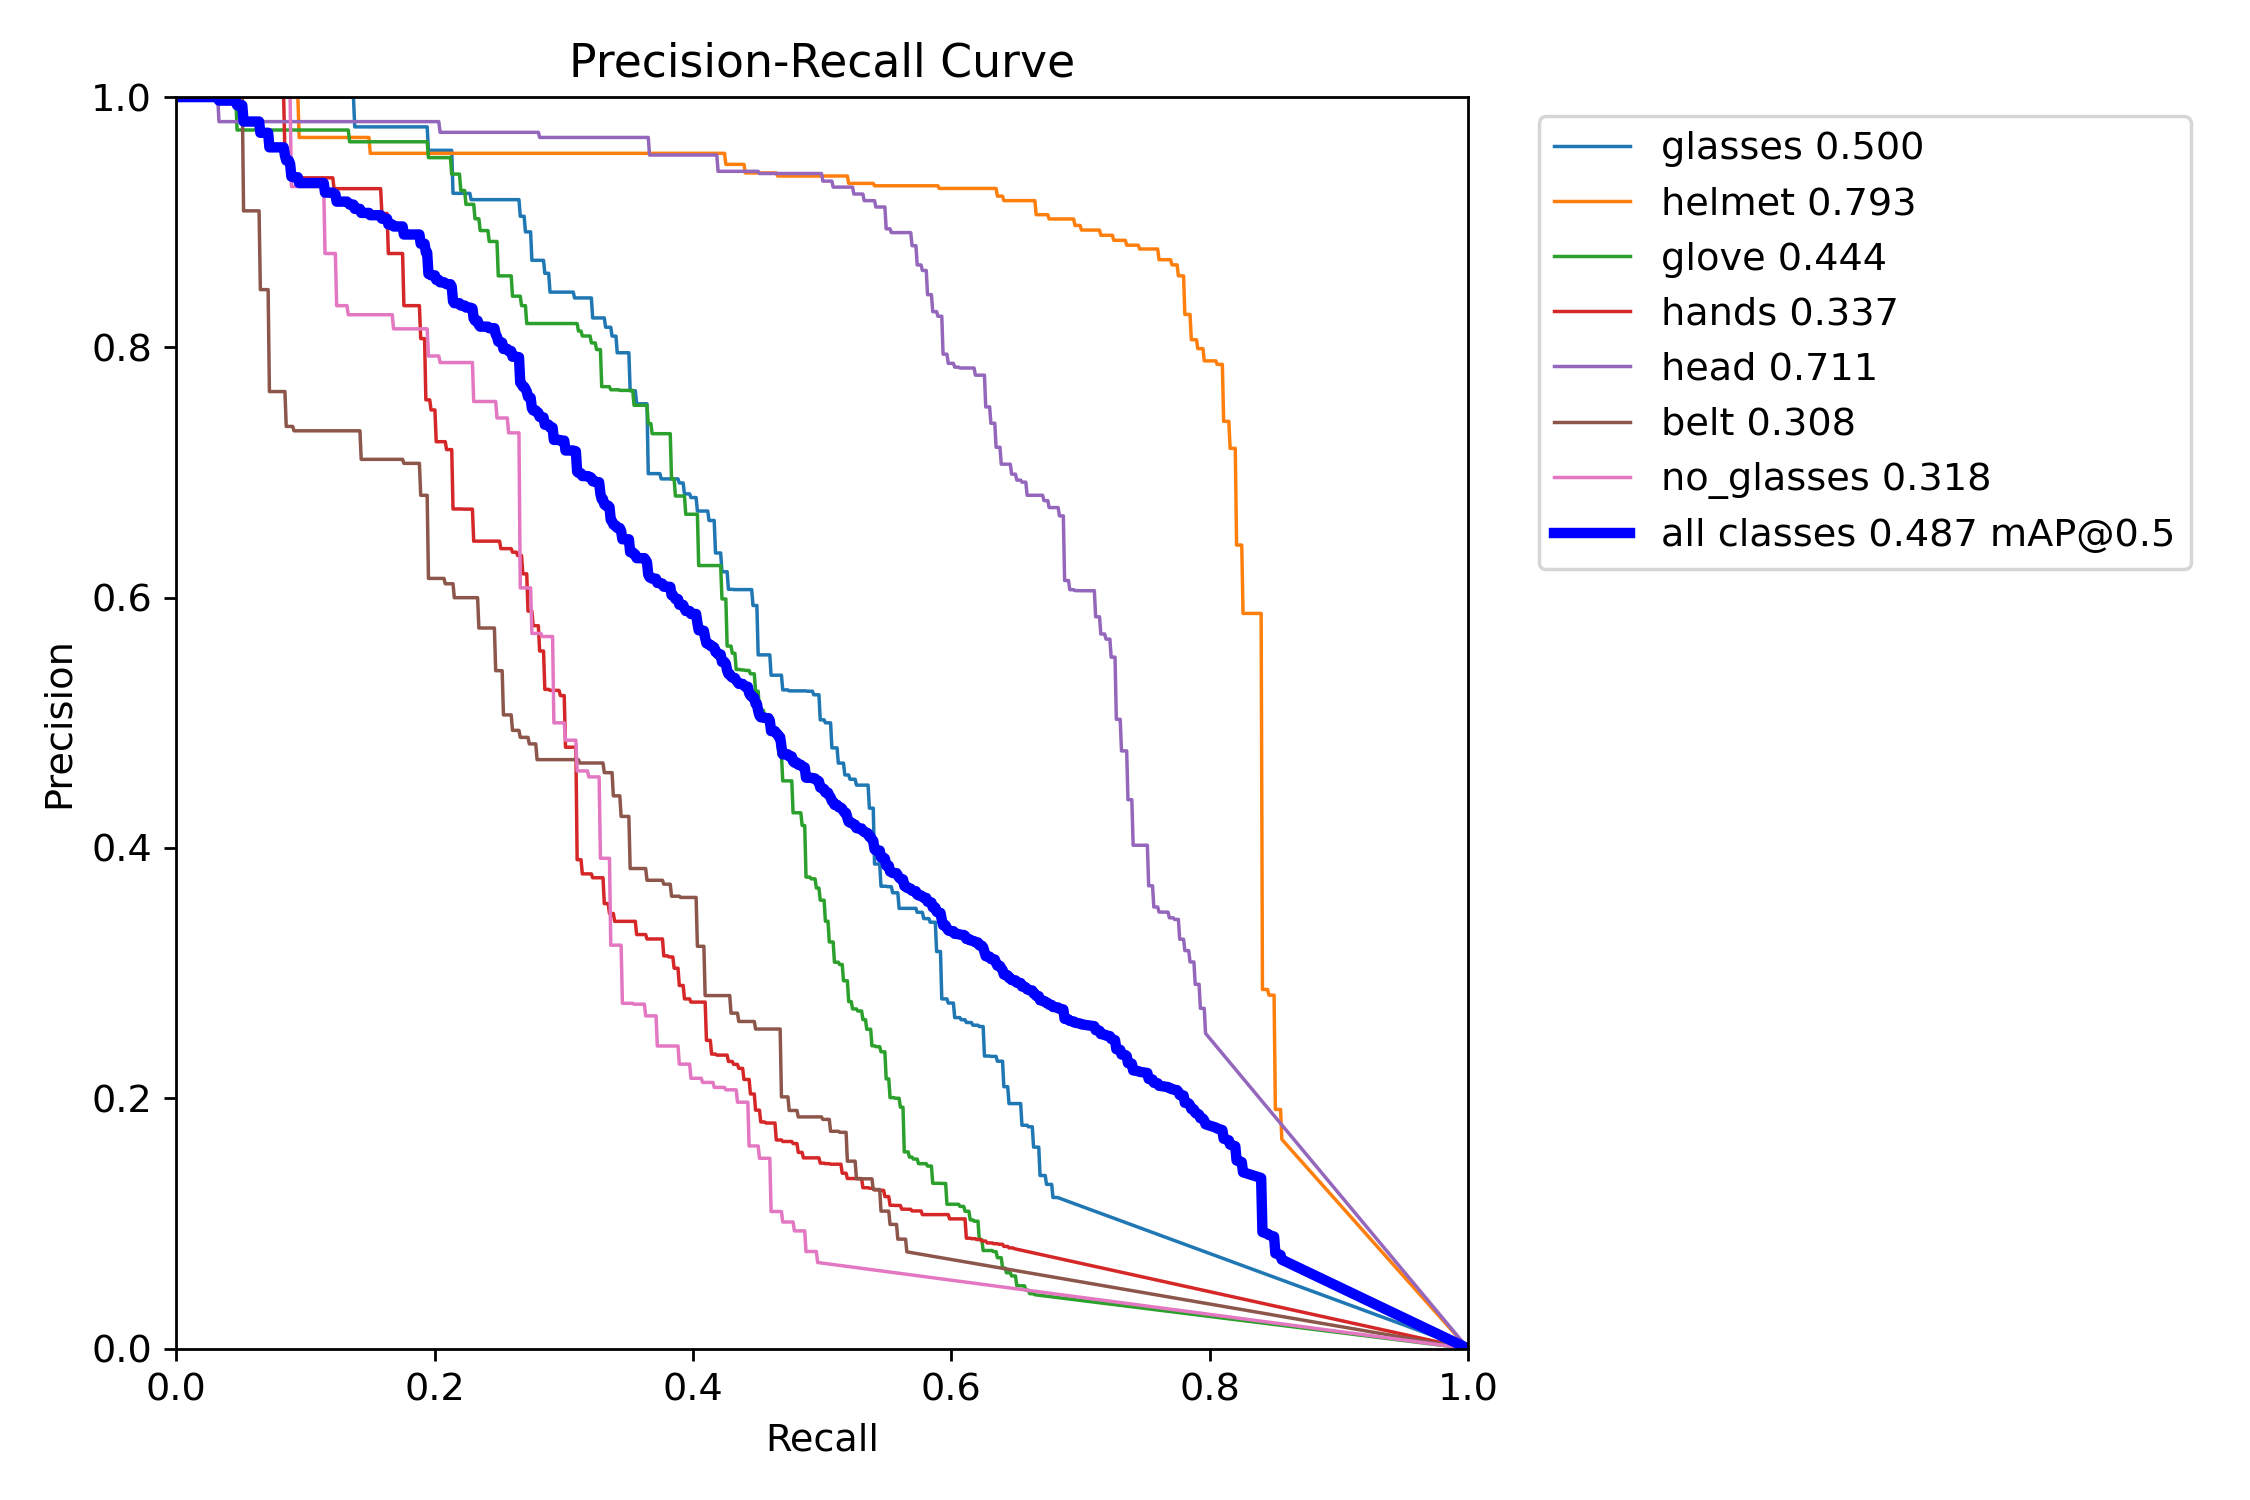 Precision-Recall Curve
1.0
0.8
0.6
0.4
0.2
0.0
Precision
0.0 0.2 0.4 0.6 0.8 1.0
Recall
glasses 0.500
helmet 0.793
glove 0.444
hands 0.337
head 0.711
belt 0.308
no_glasses 0.318
all classes 0.487 mAP@0.5